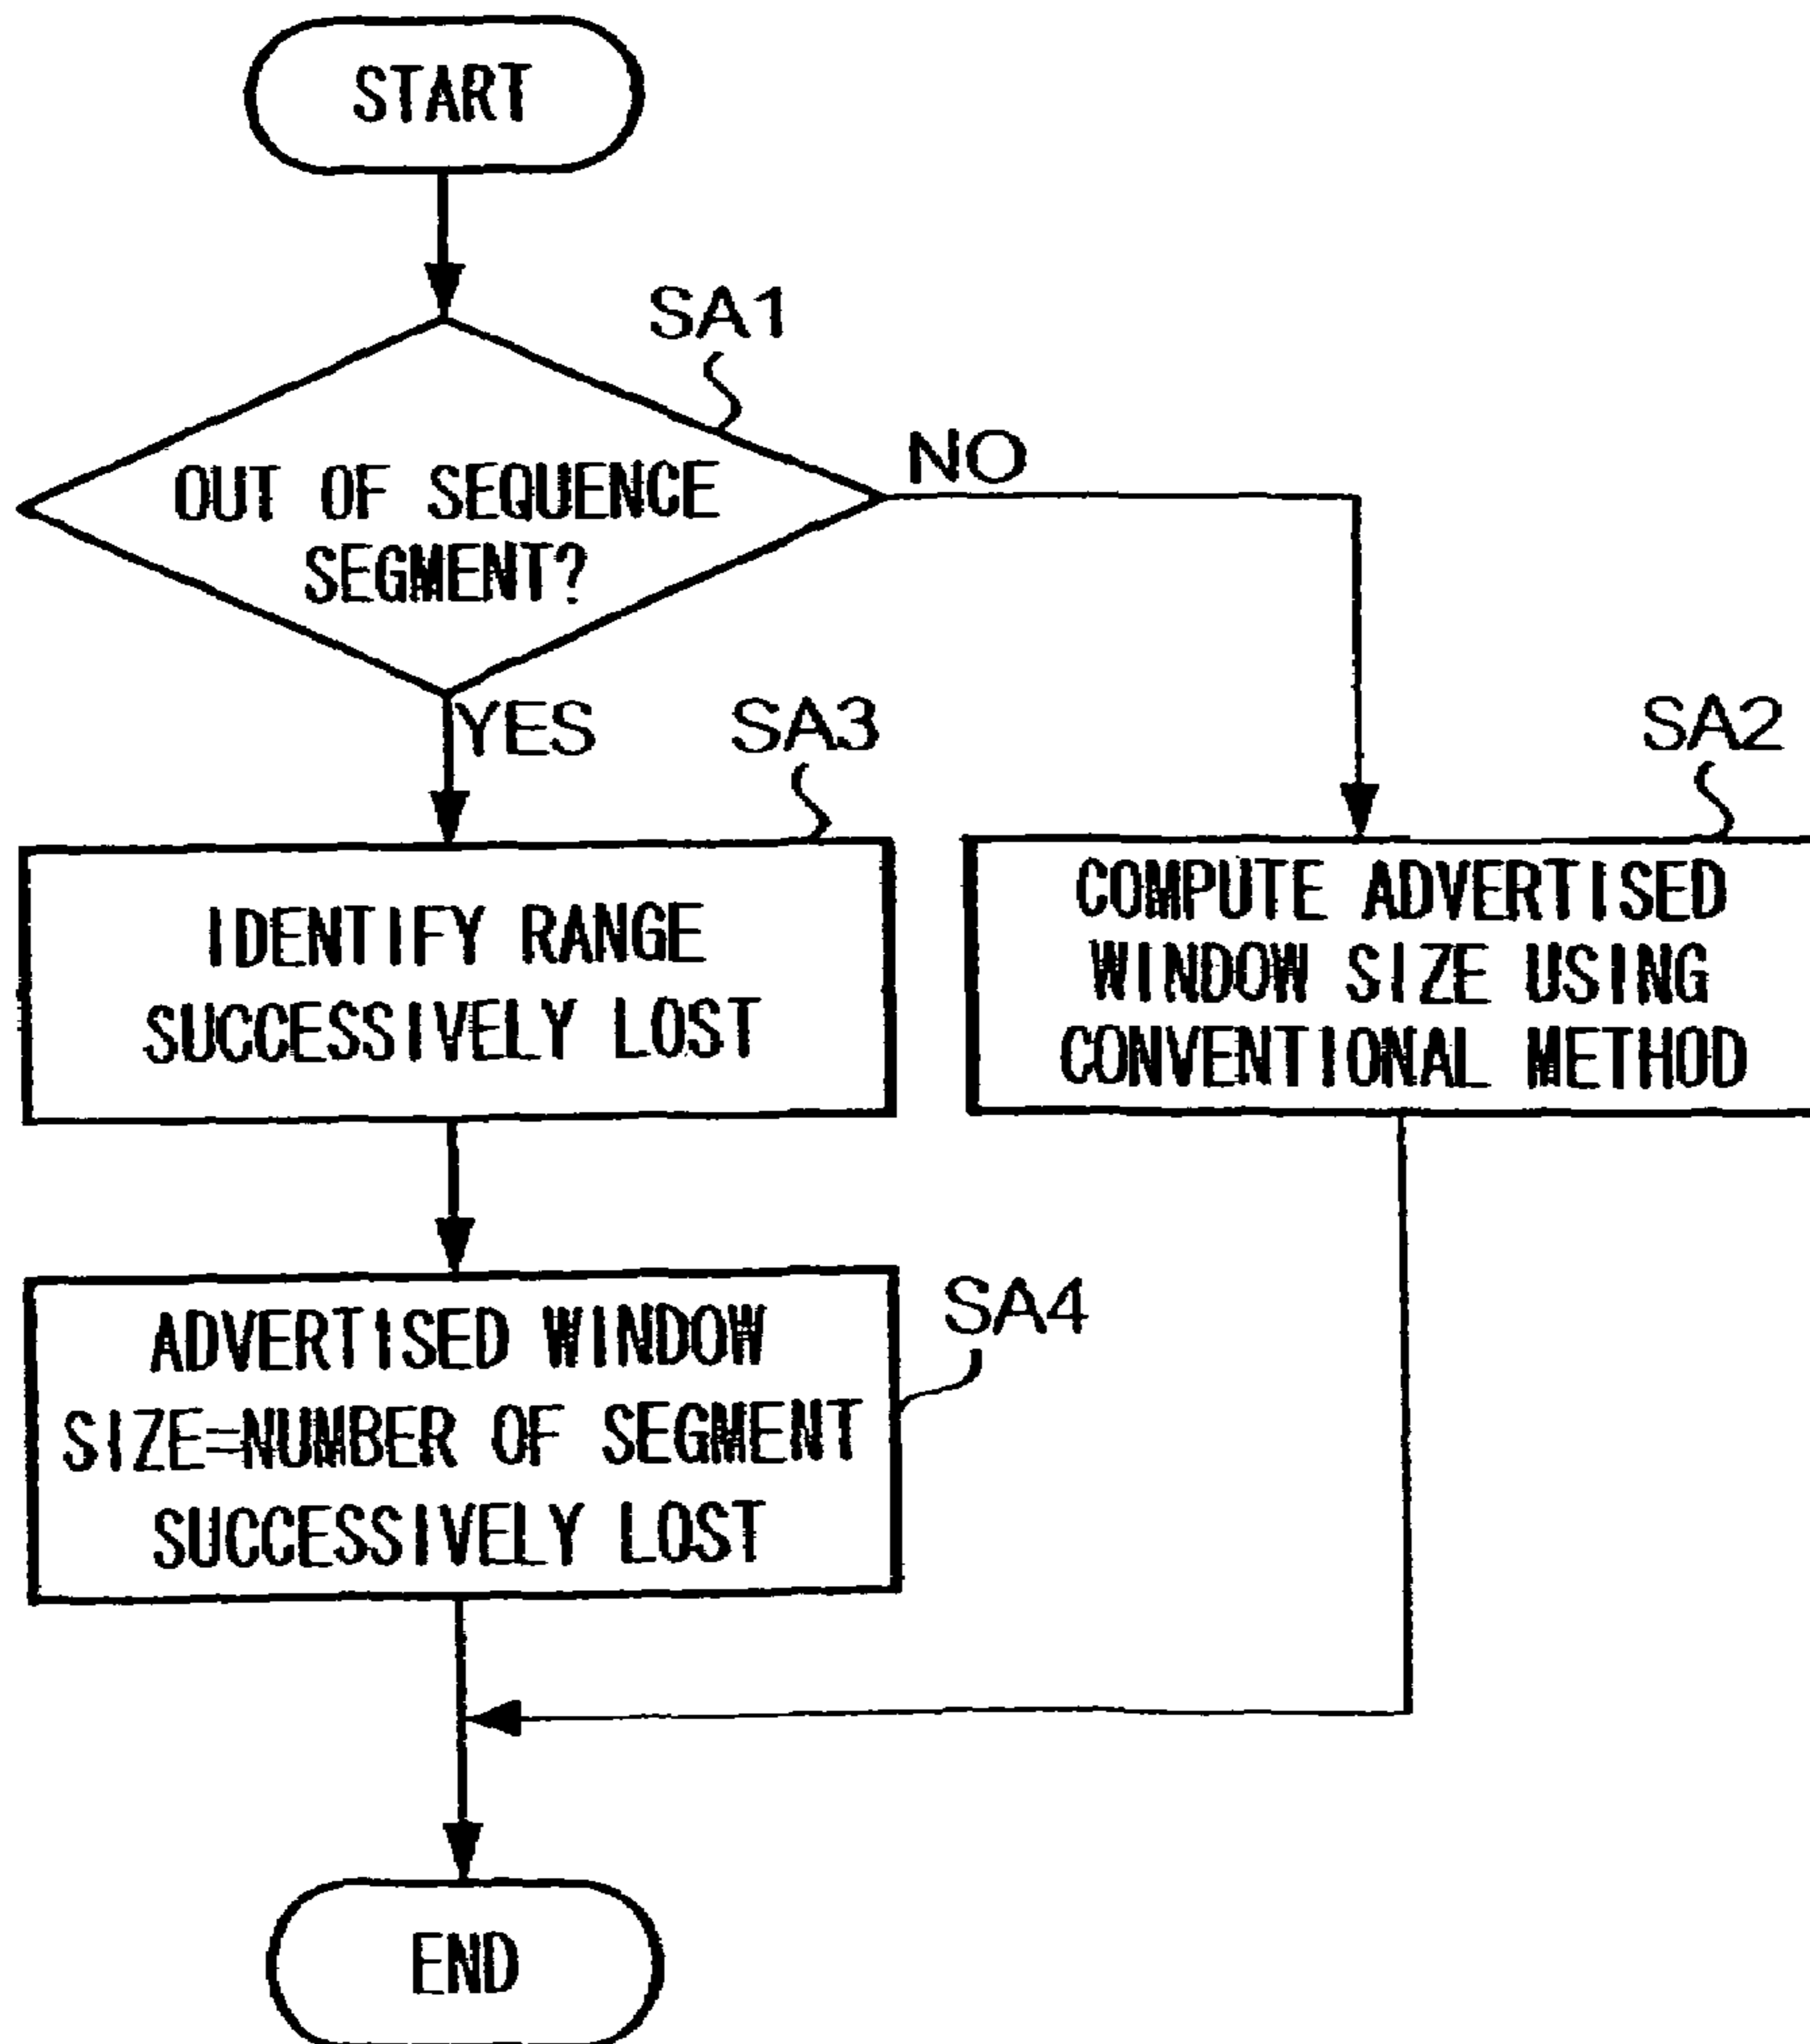 START
SA1
OUT OF SEQUENCE
SEGMENT?
NO
YES
SA3
SA2
IDENTIFY RANGE
SUCCESSIVELY LOST
COMPUTE ADVERTISED
WINDOW SIZE USING
CONVENTIONAL METHOD
SA4
ADVERTISED WINDOW
SIZE=NUMBER OF SEGMENT
SUCCESSIVELY LOST
END